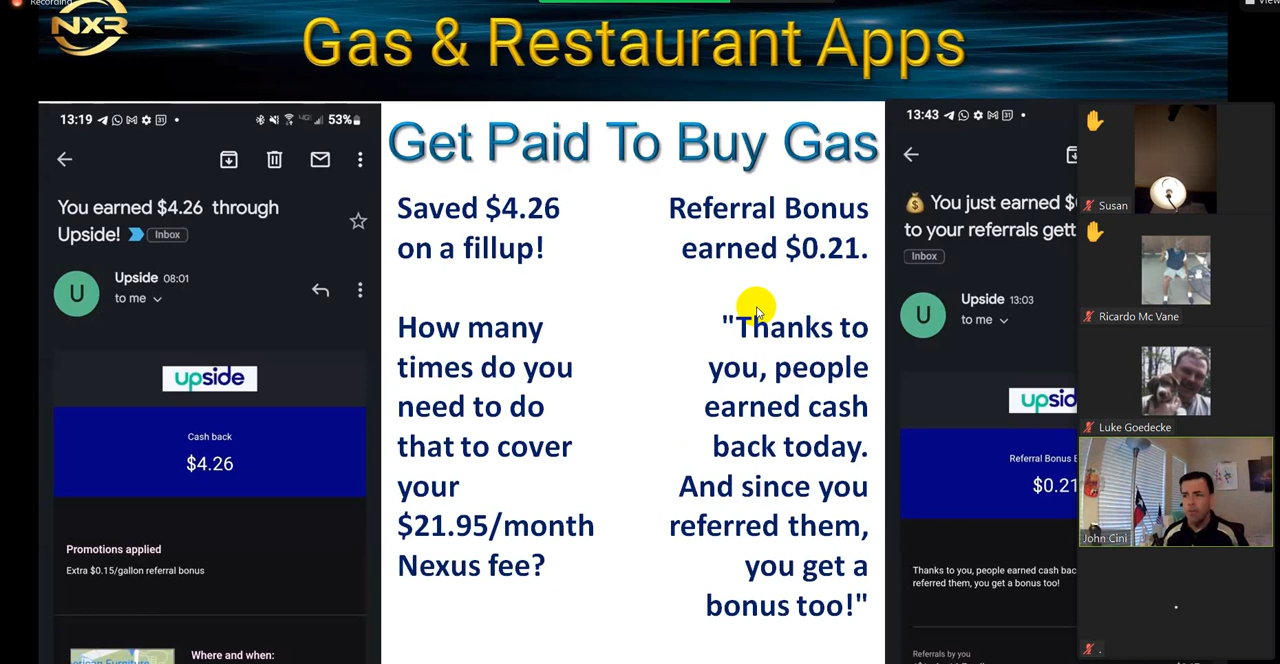 Recording
View
NXR
Gas & Restaurant Apps
13:19
53%
You earned $4.26 through
Upside!
Inbox
U
Upside 08:01
to me
upside
Cash back
$4.26
Promotions applied
Extra $0.15/gallon referral bonus
Where and when:
Get Paid To Buy Gas
Saved $4.26
on a fillup!
How many
times do you
need to do
that to cover
your
$21.95/month
Nexus fee?
Referral Bonus
earned $0.21.
"Thanks to
you, people
earned cash
back today.
And since you
referred them,
you get a
bonus too!"
13:43
You just earned $
to your referrals gett
Inbox
U
Upside 13:03
to me
upsid
Referral Bonus E
$0.21
Thanks to you, people earned cash bac
referred them, you get a bonus too!
Referrals by you
Susan
Ricardo Mc Vane
Luke Goedecke
John Cini
.